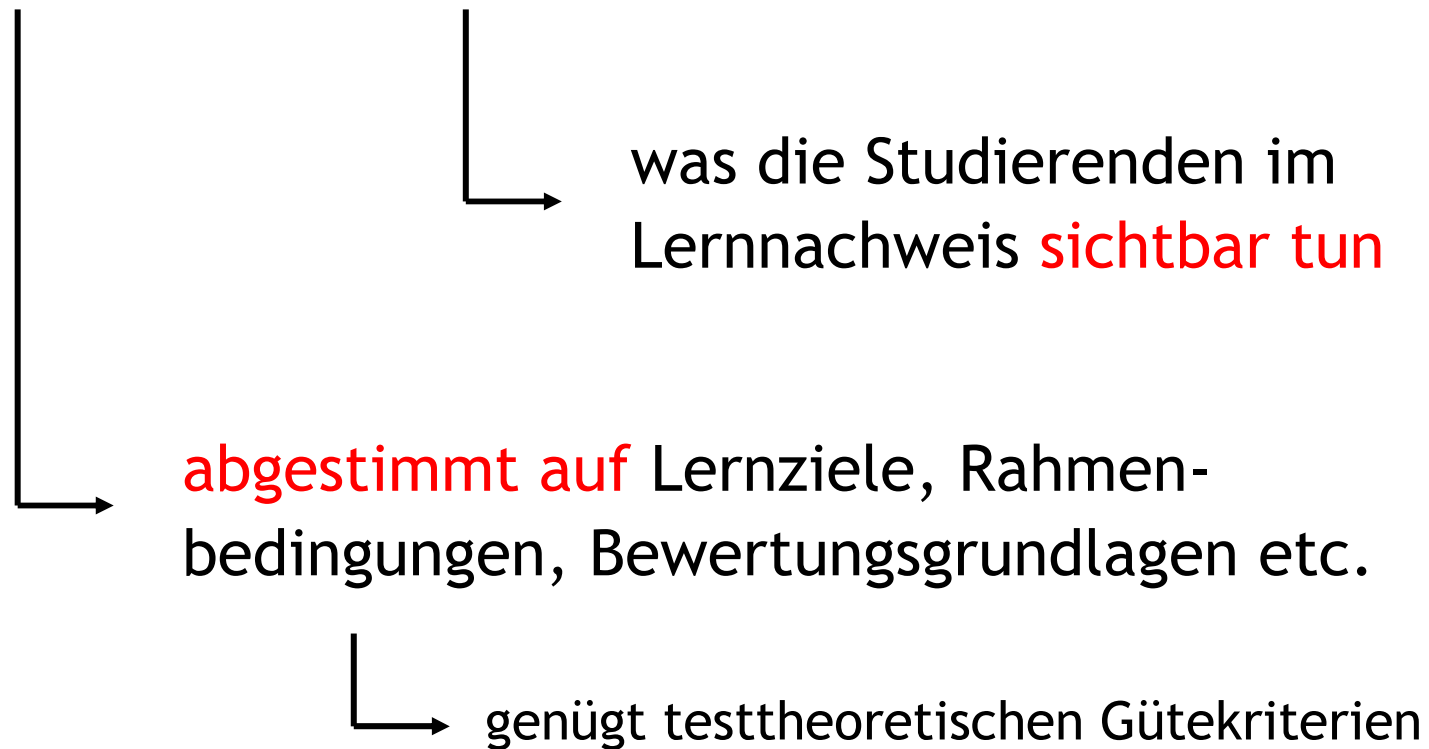 was die Studierenden im
Lernnachweis sichtbar tun
abgestimmt auf Lernziele, Rahmen-
bedingungen, Bewertungsgrundlagen etc.
genügt testtheoretischen Gütekriterien